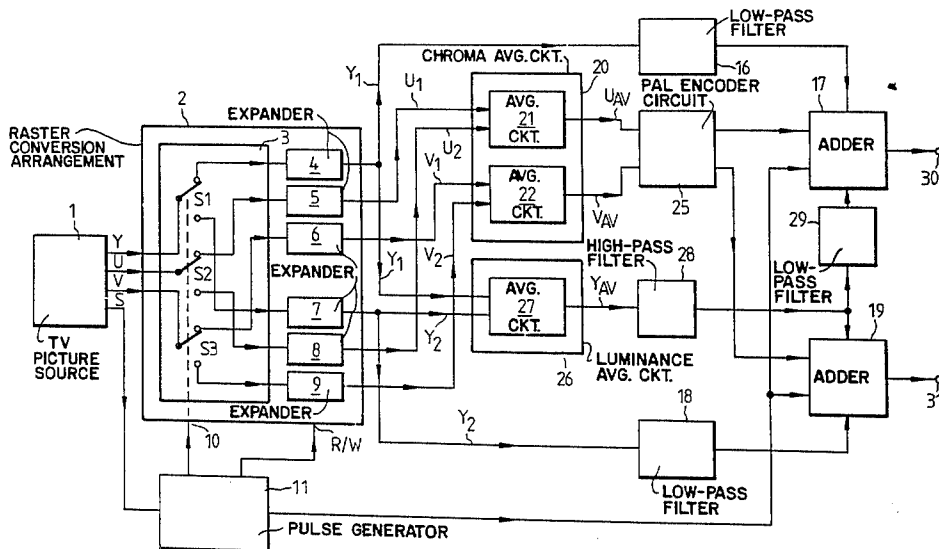 LOW-PASS
FILTER
CHROMA AVG.CKT.
20
16
PAL ENCODER
CIRCUIT
17
Y1
U1
EXPANDER
2
3
RASTER
CONVERSION
ARRANGEMENT
4
AVG.
21
CKT.
UAV
ADDER
30
U2
S1
5
V1
AVG.
22
CKT.
VAV
25
1
Y
U
V
S
S2
6
V2
HIGH-PASS
FILTER
28
29
LOW-PASS
FILTER
EXPANDER
Y1
7
AVG.
27
CKT.
YAV
19
TV
PICTURE
SOURCE
S3
8
Y2
LUMINANCE
AVG. CKT.
26
ADDER
31
9
EXPANDER
10
R/W
Y2
18
11
LOW-PASS
FILTER
PULSE GENERATOR